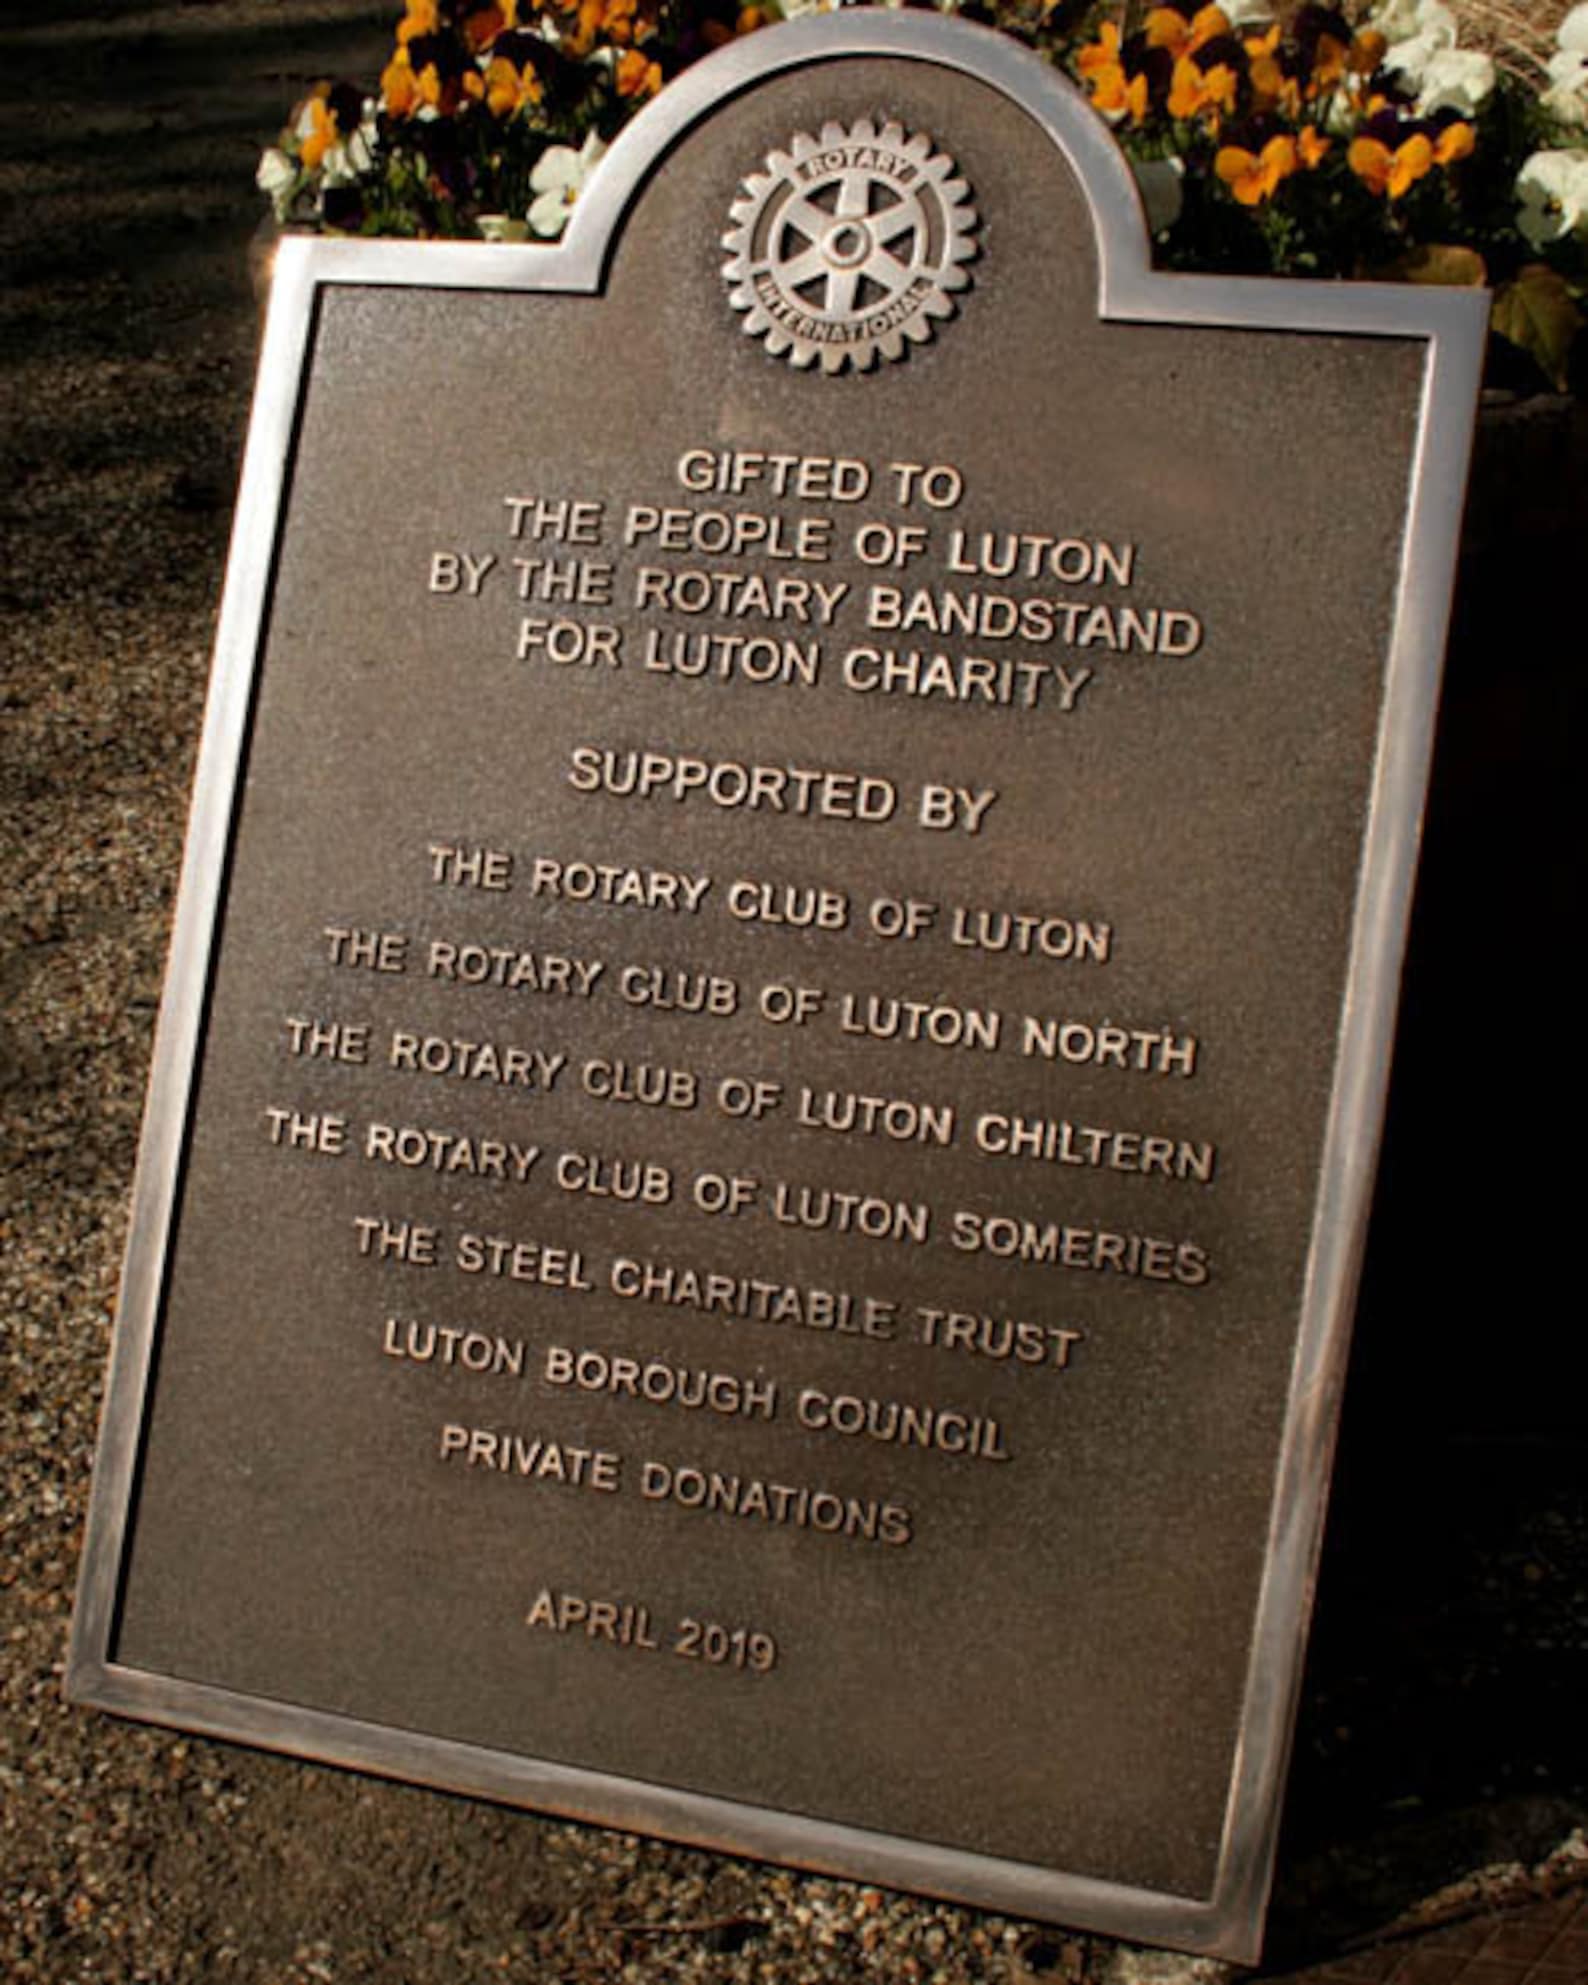 ROTARY
INTERNATIONAL
GIFTED TO
THE PEOPLE OF LUTON
BY THE ROTARY BANDSTAND
FOR LUTON CHARITY
SUPPORTED BY
THE ROTARY CLUB OF LUTON
THE ROTARY CLUB OF LUTON NORTH
THE ROTARY CLUB OF LUTON CHILTERN
THE ROTARY CLUB OF LUTON SOMERIES
THE STEEL CHARITABLE TRUST
LUTON BOROUGH COUNCIL
PRIVATE DONATIONS
APRIL 2019